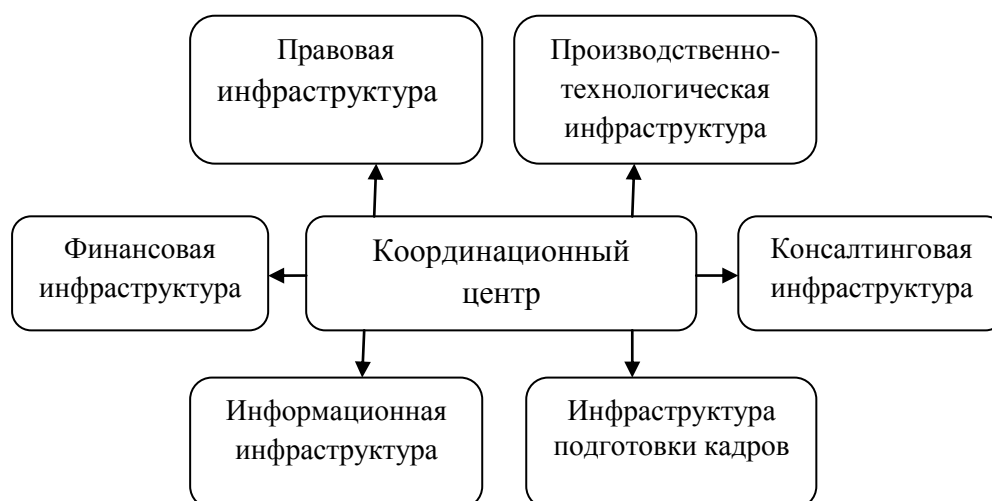 Правовая
инфраструктура
Производственно-
технологическая
инфраструктура
Финансовая
инфраструктура
Координационный
центр
Консалтинговая
инфраструктура
Информационная
инфраструктура
Инфраструктура
подготовки кадров